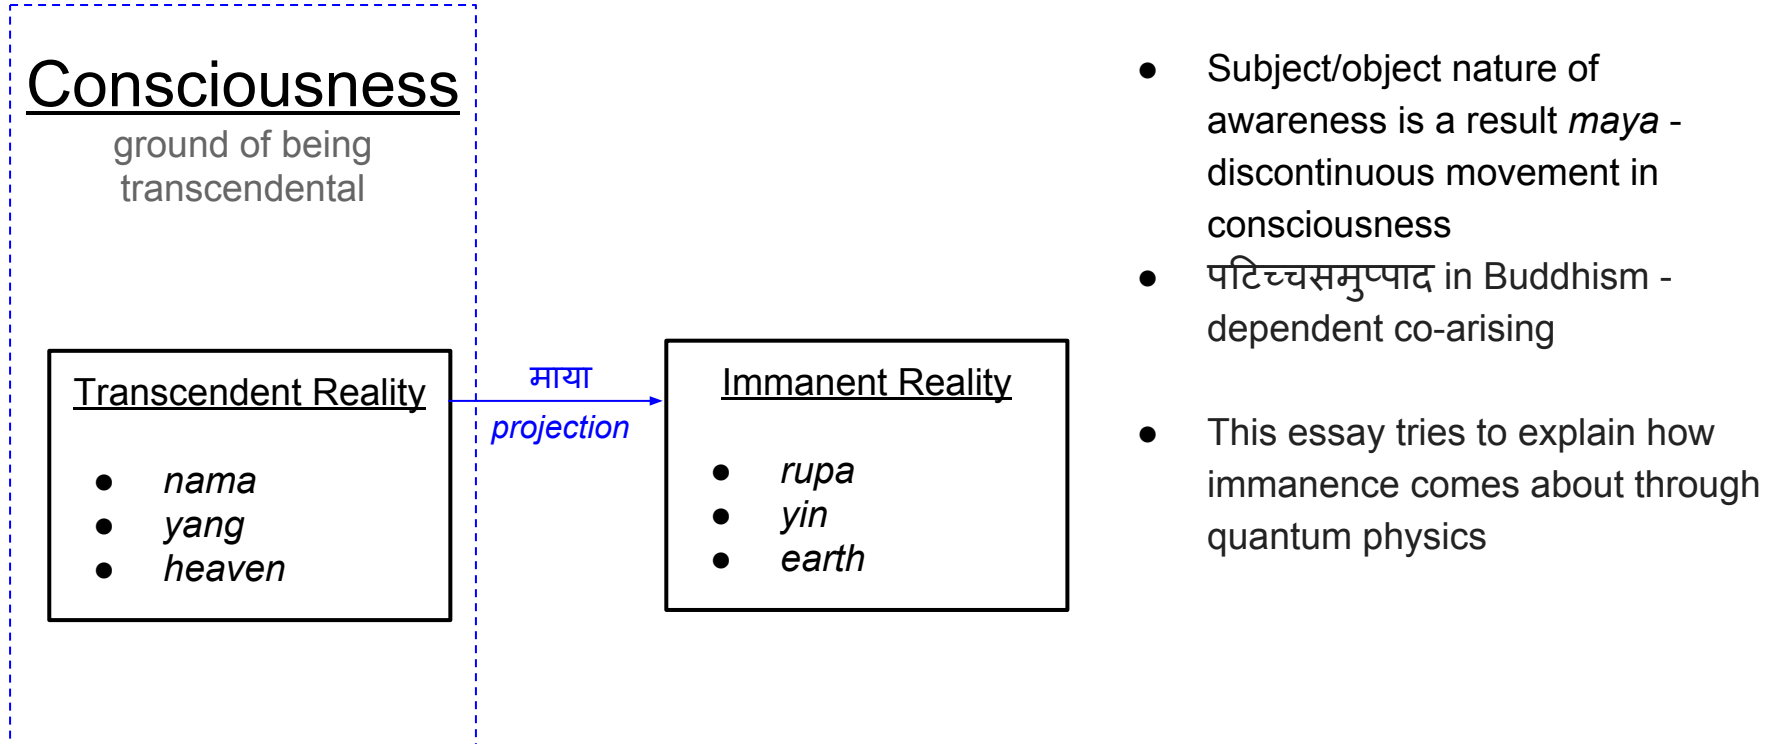 Consciousness
ground of being
transcendental
Transcendent Reality
● nama
● yang
● heaven
माया
projection
Immanent Reality
● rupa
● yin
● earth
● Subject/object nature of
awareness is a result maya -
discontinuous movement in
consciousness
● पटिच्चसमुप्पाद in Buddhism -
dependent co-arising
● This essay tries to explain how
immanence comes about through
quantum physics